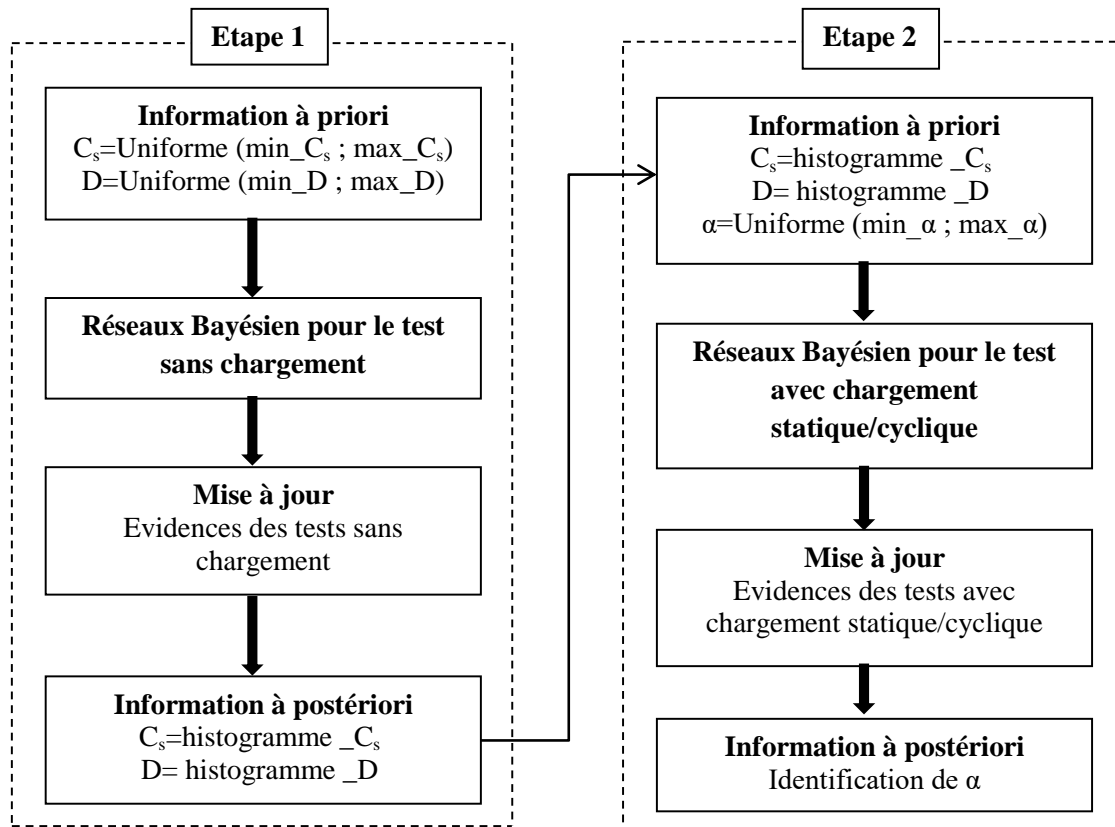 Etape 1
Information à priori
Cs=Uniforme (min_Cs ; max_Cs)
D=Uniforme (min_D ; max_D)
Réseaux Bayésien pour le test
sans chargement
Mise à jour
Evidences des tests sans
chargement
Information à postériori
Cs=histogramme _Cs
D= histogramme _D
Etape 2
Information à priori
Cs=histogramme _Cs
D= histogramme _D
α=Uniforme (min_α ; max_α)
Réseaux Bayésien pour le test
avec chargement
statique/cyclique
Mise à jour
Evidences des tests avec
chargement statique/cyclique
Information à postériori
Identification de α